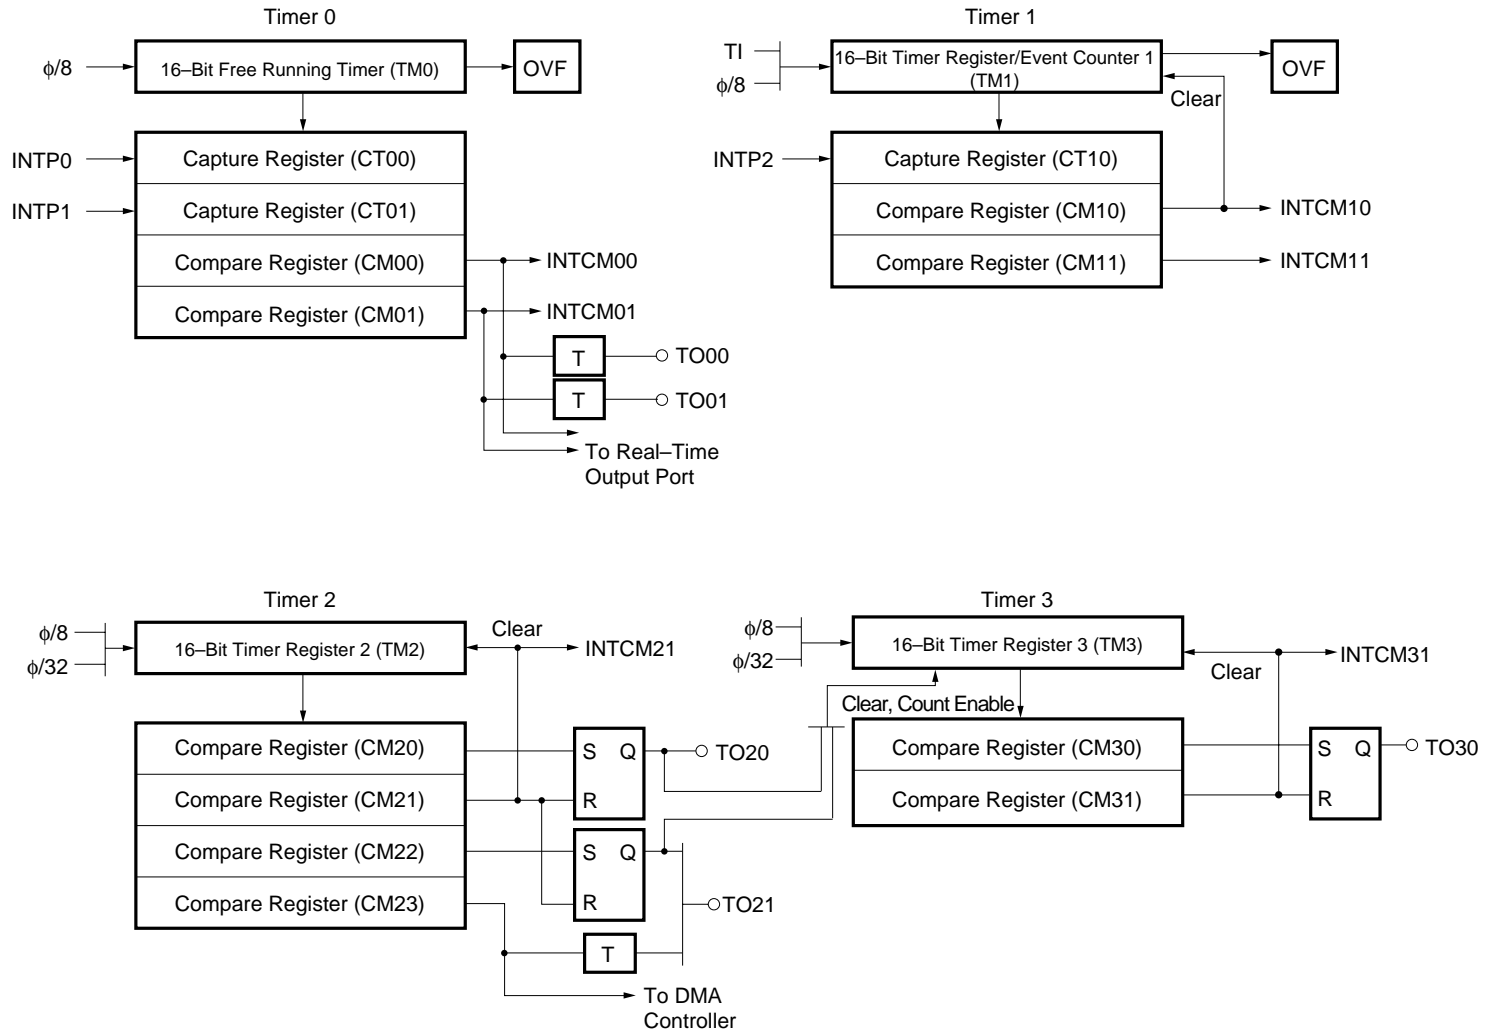 Timer 0
ϕ/8
16–Bit Free Running Timer (TM0)
OVF
INTP0
Capture Register (CT00)
INTP1
Capture Register (CT01)
Compare Register (CM00)
INTCM00
Compare Register (CM01)
INTCM01
T
TO00
T
TO01
To Real–Time
Output Port
Timer 1
TI
ϕ/8
16–Bit Timer Register/Event Counter 1
(TM1)
OVF
Clear
INTP2
Capture Register (CT10)
Compare Register (CM10)
INTCM10
Compare Register (CM11)
INTCM11
Timer 2
ϕ/8
ϕ/32
16–Bit Timer Register 2 (TM2)
Clear
INTCM21
Compare Register (CM20)
S Q
TO20
Compare Register (CM21)
R
Compare Register (CM22)
S Q
Compare Register (CM23)
R
TO21
T
To DMA
Controller
Timer 3
ϕ/8
ϕ/32
16–Bit Timer Register 3 (TM3)
Clear
INTCM31
Clear, Count Enable
Compare Register (CM30)
S Q
TO30
Compare Register (CM31)
R